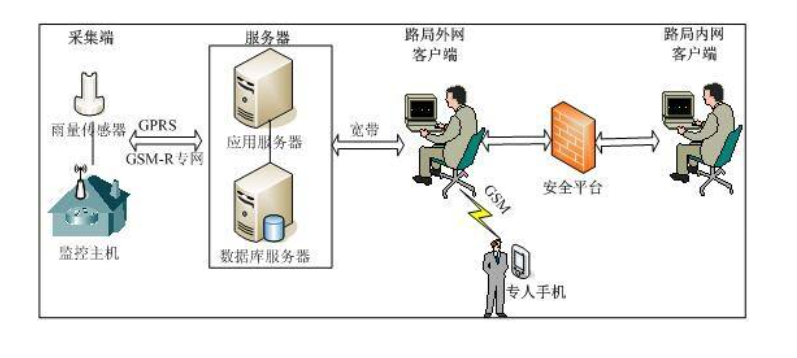 采集端
服务器
路局外网
客户端
路局内网
客户端
雨量传感器
GPRS
GSM-R专网
应用服务器
宽带
安全平台
GSM
监控主机
数据库服务器
专人手机